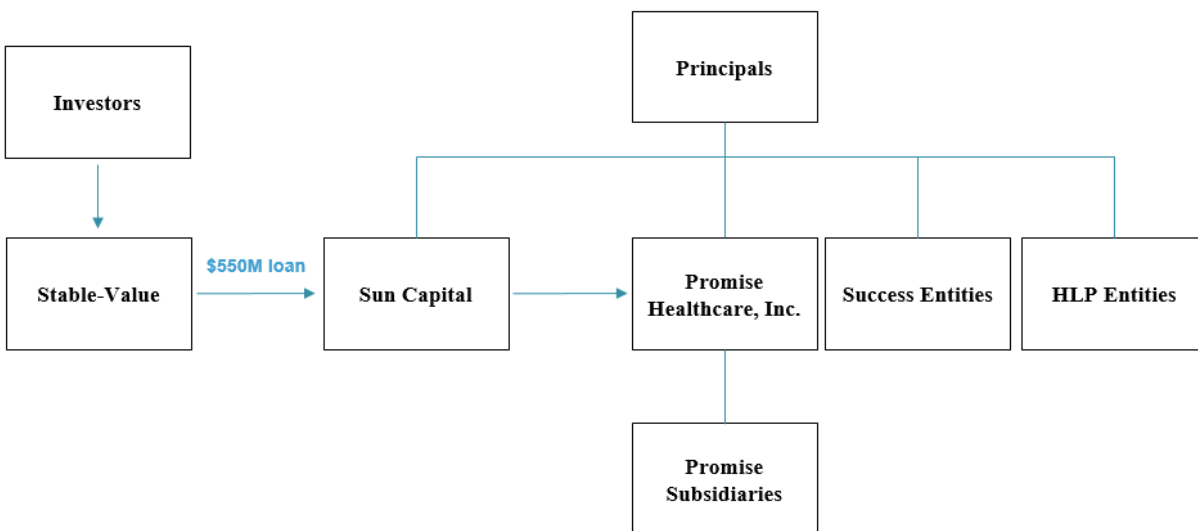 Principals
Investors
$550M loan
Stable-Value
Sun Capital
Promise
Healthcare, Inc.
Success Entities
HLP Entities
Promise
Subsidiaries